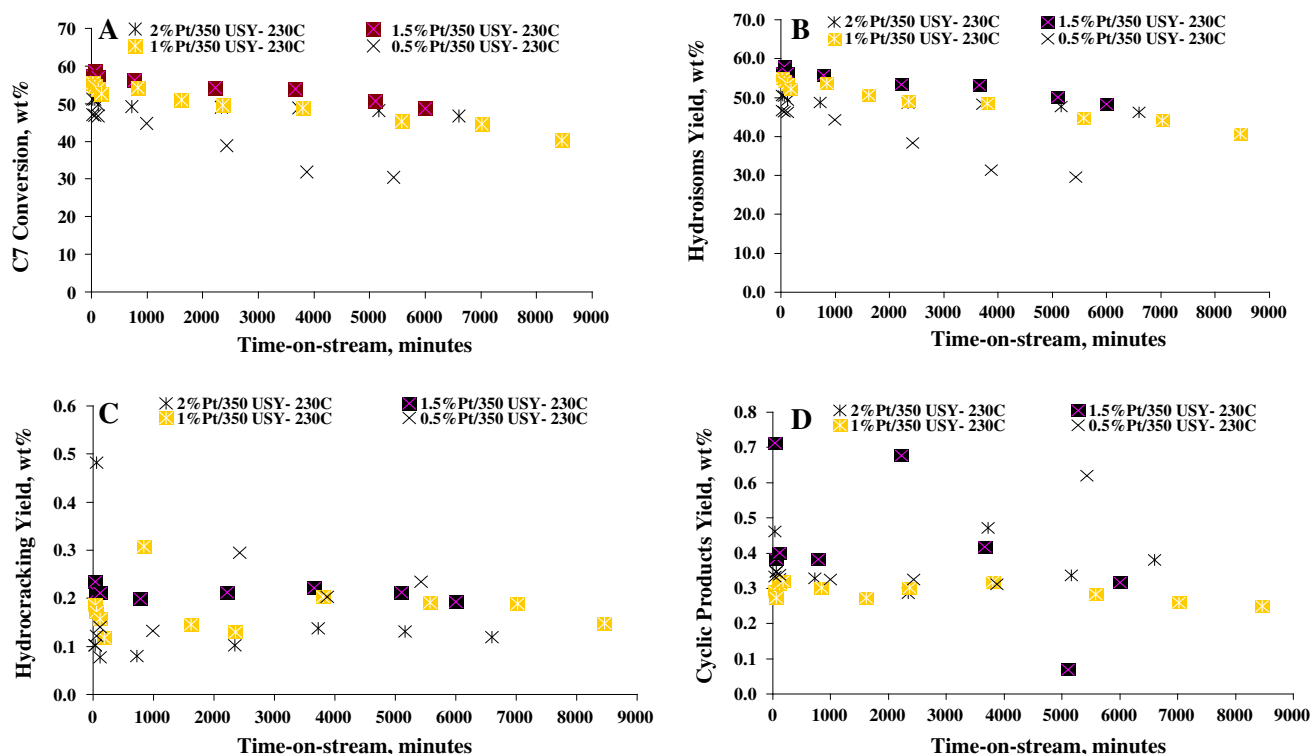 A
2%Pt/350 USY- 230C
1.5%Pt/350 USY- 230C
1%Pt/350 USY- 230C
0.5%Pt/350 USY- 230C
C7 Conversion, wt%
70
60
50
40
30
20
10
0
0 1000 2000 3000 4000 5000 6000 7000 8000 9000
Time-on-stream, minutes
B
2%Pt/350 USY- 230C
1.5%Pt/350 USY- 230C
1%Pt/350 USY- 230C
0.5%Pt/350 USY- 230C
Hydroisoms Yield, wt%
70.0
60.0
50.0
40.0
30.0
20.0
10.0
0.0
0 1000 2000 3000 4000 5000 6000 7000 8000 9000
Time-on-stream, minutes
C
2%Pt/350 USY- 230C
1.5%Pt/350 USY- 230C
1%Pt/350 USY- 230C
0.5%Pt/350 USY- 230C
Hydrocracking Yield, wt%
0.6
0.5
0.4
0.3
0.2
0.1
0.0
0 1000 2000 3000 4000 5000 6000 7000 8000 9000
Time-on-stream, minutes
D
2%Pt/350 USY- 230C
1.5%Pt/350 USY- 230C
1%Pt/350 USY- 230C
0.5%Pt/350 USY- 230C
Cyclic Products Yield, wt%
0.8
0.7
0.6
0.5
0.4
0.3
0.2
0.1
0.0
0 1000 2000 3000 4000 5000 6000 7000 8000 9000
Time-on-stream, minutes